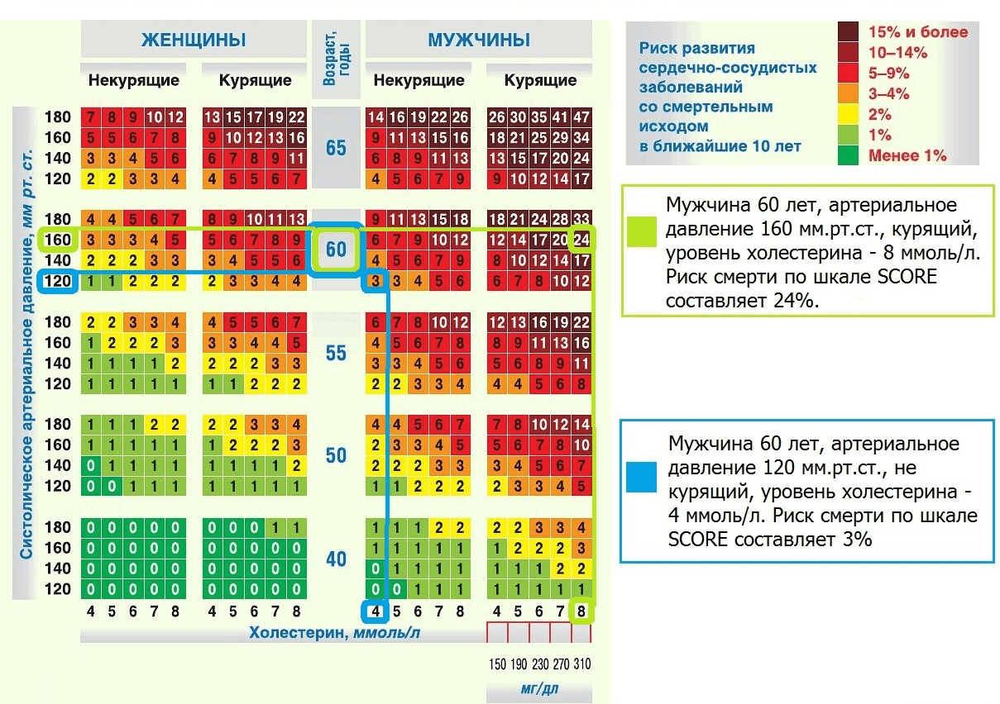 ЖЕНЩИНЫ
Возраст, годы
МУЖЧИНЫ
Некурящие
Курящие
Некурящие
Курящие
Систолическое артериальное давление, мм рт. ст.
180 7 8 9 10 12 13 15 17 19 22 14 16 19 22 26 26 30 35 41 47
160 5 5 6 7 8 9 10 12 13 16 9 11 13 15 16 18 21 25 29 34
65
140 3 3 4 5 6 6 7 8 9 11 6 8 9 11 13 13 15 17 20 24
120 2 2 3 3 4 4 5 5 6 7 4 5 6 7 9 9 10 12 14 17
180 4 4 5 6 7 8 9 10 11 13 9 11 13 15 18 18 21 24 28 33
160 3 3 3 4 5 5 6 7 8 9 6 7 9 10 12 12 14 17 20 24
60
140 2 2 2 3 3 3 4 5 5 6 4 5 6 7 9 8 10 12 14 17
120 1 1 2 2 2 2 3 3 4 4 3 3 4 5 6 6 7 8 10 12
180 2 2 3 3 4 4 5 5 6 7 6 7 8 10 12 12 13 16 19 22
160 1 2 2 2 3 3 3 4 4 5 4 5 6 7 8 8 9 11 13 16
55
140 1 1 1 1 2 2 2 2 3 3 3 3 4 5 6 5 6 8 9 11
120 1 1 1 1 1 1 1 2 2 2 2 2 3 3 4 4 4 5 6 8
180 1 1 1 2 2 2 2 3 3 4 4 4 5 6 7 7 8 10 12 14
160 1 1 1 1 1 1 2 2 2 3 2 3 3 4 5 5 6 7 8 10
50
140 0 1 1 1 1 1 1 1 1 2 2 2 2 3 3 3 4 5 6 7
120 0 0 1 1 1 1 1 1 1 1 1 1 2 2 2 2 3 3 4 5
180 0 0 0 0 0 0 0 0 1 1 1 1 1 2 2 2 2 3 3 4
160 0 0 0 0 0 0 0 0 0 0 1 1 1 1 1 1 2 2 2 3
40
140 0 0 0 0 0 0 0 0 0 0 0 1 1 1 1 1 1 1 2 2
120 0 0 0 0 0 0 0 0 0 0 0 0 1 1 1 1 1 1 1 1
4 5 6 7 8 4 5 6 7 8 4 5 6 7 8 4 5 6 7 8
Холестерин, ммоль/л
150 190 230 270 310
мг/дл
Риск развития
сердечно-сосудистых
заболеваний
со смертельным
исходом
в ближайшие 10 лет
15% и более
10–14%
5–9%
3–4%
2%
1%
Менее 1%
Мужчина 60 лет, артериальное
давление 160 мм.рт.ст., курящий,
уровень холестерина - 8 ммоль/л.
Риск смерти по шкале SCORE
составляет 24%.
Мужчина 60 лет, артериальное
давление 120 мм.рт.ст., не
курящий, уровень холестерина -
4 ммоль/л. Риск смерти по шкале
SCORE составляет 3%